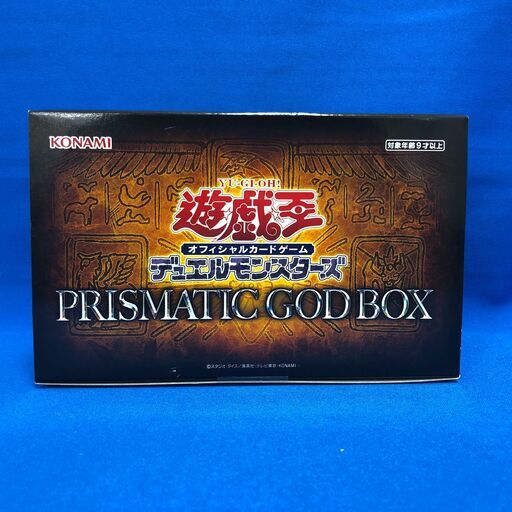 KONAMI
対象年齢9才以上
YU-GI-OH!
遊戯王
オフィシャルカードゲーム
デュエルモンスターズ
PRISMATIC GOD BOX
©スタジオ・ダイス/集英社・テレビ東京・KONAMI